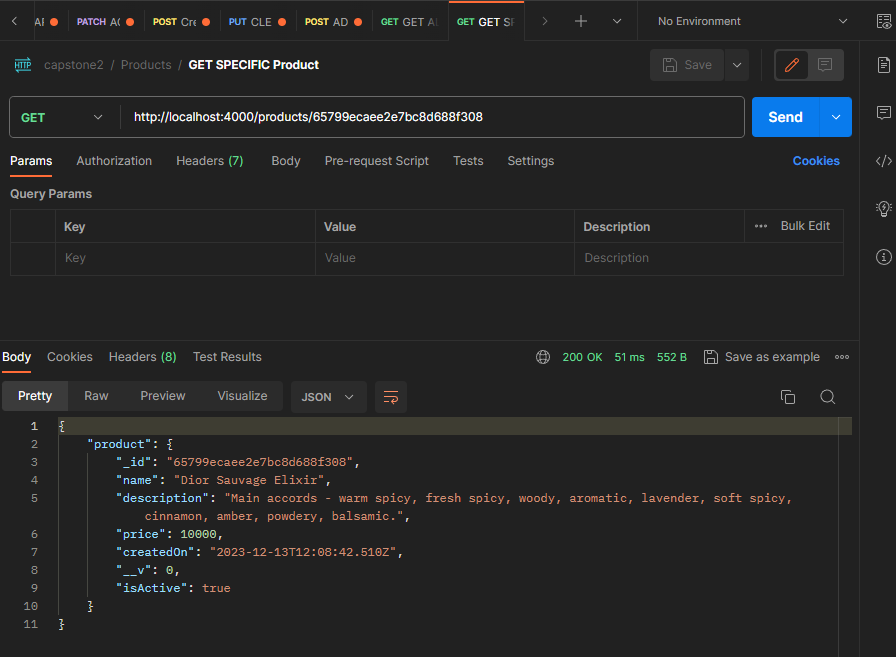 PATCH AC POST Cre PUT CLE POST AD GET GET AL GET GET SP No Environment
HTTP capstone2 / Products / GET SPECIFIC Product Save
GET http://localhost:4000/products/65799ecaee2e7bc8d688f308 Send
Params Authorization Headers (7) Body Pre-request Script Tests Settings Cookies
Query Params
Key Value Description Bulk Edit
Key Value Description
Body Cookies Headers (8) Test Results 200 OK 51 ms 552 B Save as example
Pretty Raw Preview Visualize JSON
1 {
2 "product": {
3 "_id": "65799ecaee2e7bc8d688f308",
4 "name": "Dior Sauvage Elixir",
5 "description": "Main accords - warm spicy, fresh spicy, woody, aromatic, lavender, soft spicy,
cinnamon, amber, powdery, balsamic.",
6 "price": 10000,
7 "createdOn": "2023-12-13T12:08:42.510Z",
8 "__v": 0,
9 "isActive": true
10 }
11 }